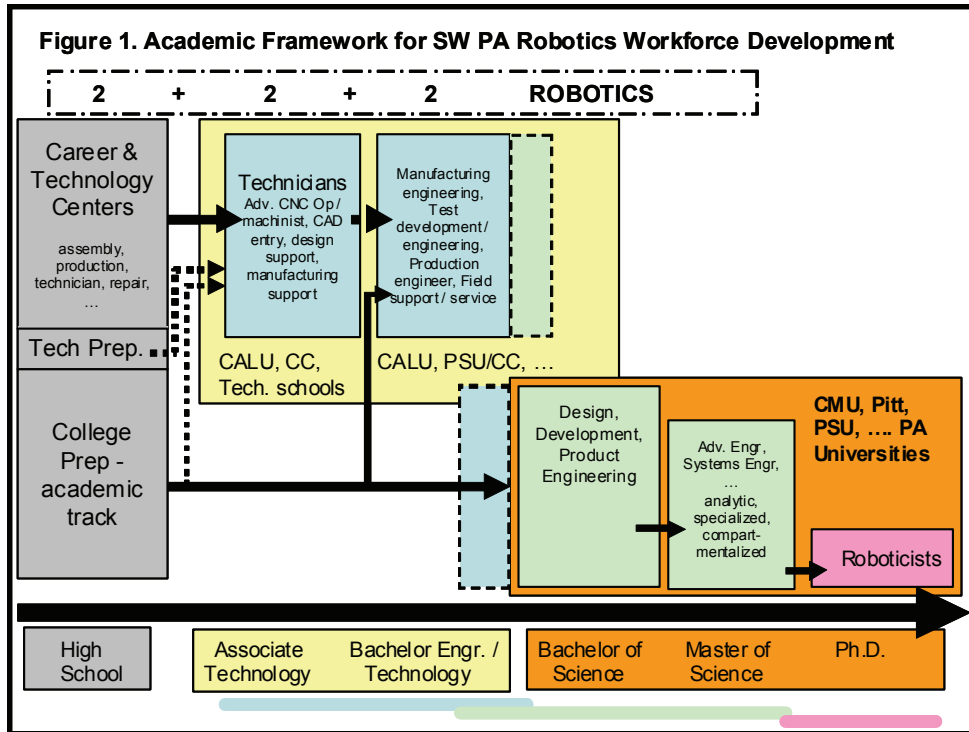 Figure 1. Academic Framework for SW PA Robotics Workforce Development
2 + 2 + 2 ROBOTICS
Career &
Technology
Centers
assembly,
production,
technician, repair,
…
Tech Prep.
College
Prep -
academic
track
Technicians
Adv. CNC Op /
machinist, CAD
entry, design
support,
manufacturing
support
Manufacturing
engineering,
Test
development /
engineering,
Production
engineer, Field
support / service
CALU, CC,
Tech. schools
CALU, PSU/CC, …
Design,
Development,
Product
Engineering
Adv. Engr,
Systems Engr,
…
analytic,
specialized,
compart-
mentalized
CMU, Pitt,
PSU, …. PA
Universities
Roboticists
High
School
Associate
Technology
Bachelor Engr. /
Technology
Bachelor of
Science
Master of
Science
Ph.D.